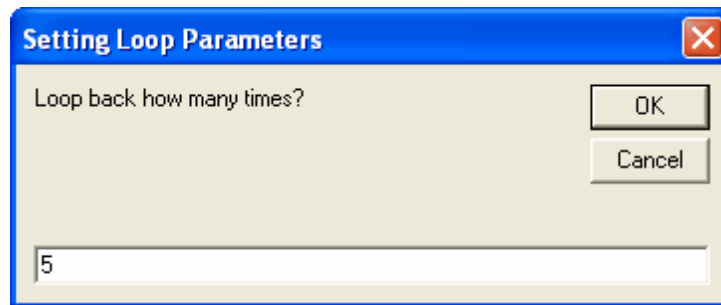 Setting Loop Parameters
Loop back how many times?
OK
Cancel
5